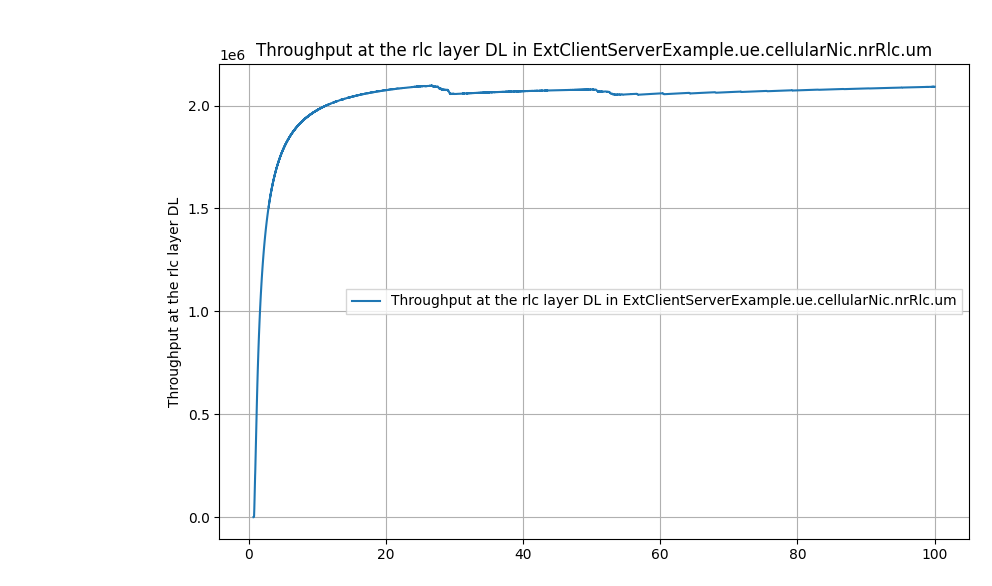 Throughput at the rlc layer DL in ExtClientServerExample.ue.cellularNic.nrRlc.um
1e6
2.0
1.5
1.0
0.5
0.0
Throughput at the rlc layer DL
Throughput at the rlc layer DL in ExtClientServerExample.ue.cellularNic.nrRlc.um
0 20 40 60 80 100